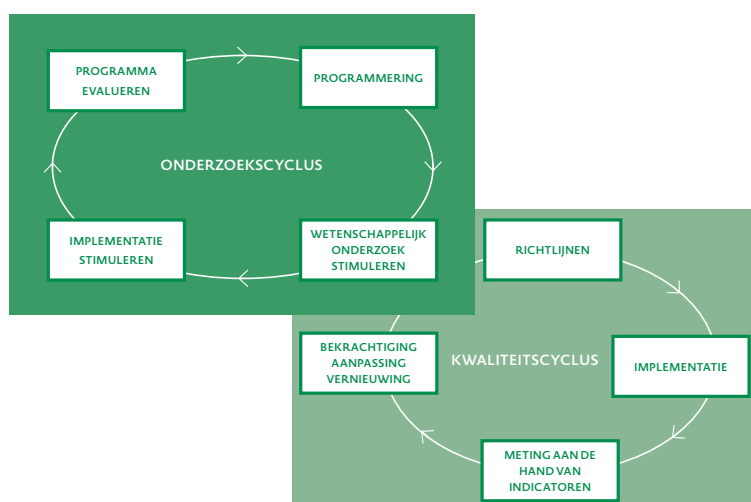 PROGRAMMA
EVALUEREN
PROGRAMMERING
ONDERZOEKSCYCLUS
IMPLEMENTATIE
STIMULEREN
WETENSCHAPPELIJK
ONDERZOEK
STIMULEREN
RICHTLIJNEN
BEKRACHTIGING
AANPASSING
VERNIEUWING
KWALITEITSCYCLUS
IMPLEMENTATIE
METING AAN DE
HAND VAN
INDICATOREN